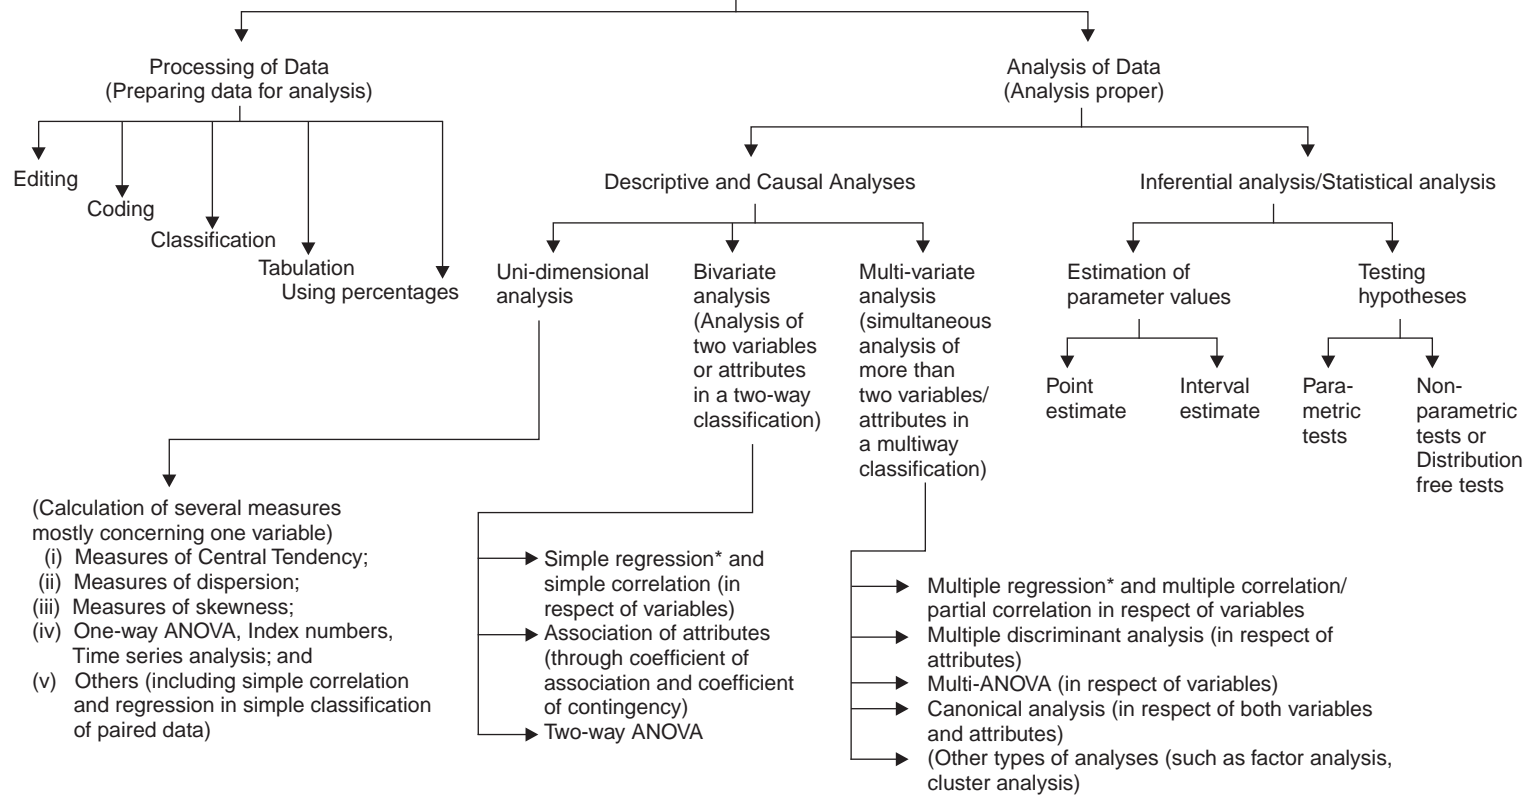 Processing of Data
(Preparing data for analysis)
Analysis of Data
(Analysis proper)
Editing
Coding
Classification
Tabulation
Using percentages
Descriptive and Causal Analyses
Inferential analysis/Statistical analysis
Uni-dimensional
analysis
Bivariate
analysis
(Analysis of
two variables
or attributes
in a two-way
classification)
Multi-variate
analysis
(simultaneous
analysis of
more than
two variables/
attributes in
a multiway
classification)
Estimation of
parameter values
Testing
hypotheses
Point
estimate
Interval
estimate
Para-
metric
tests
Non-
parametric
tests or
Distribution
free tests
(Calculation of several measures
mostly concerning one variable)
(i) Measures of Central Tendency;
(ii) Measures of dispersion;
(iii) Measures of skewness;
(iv) One-way ANOVA, Index numbers,
Time series analysis; and
(v) Others (including simple correlation
and regression in simple classification
of paired data)
Simple regression* and
simple correlation (in
respect of variables)
Association of attributes
(through coefficient of
association and coefficient
of contingency)
Two-way ANOVA
Multiple regression* and multiple correlation/
partial correlation in respect of variables
Multiple discriminant analysis (in respect of
attributes)
Multi-ANOVA (in respect of variables)
Canonical analysis (in respect of both variables
and attributes)
(Other types of analyses (such as factor analysis,
cluster analysis)